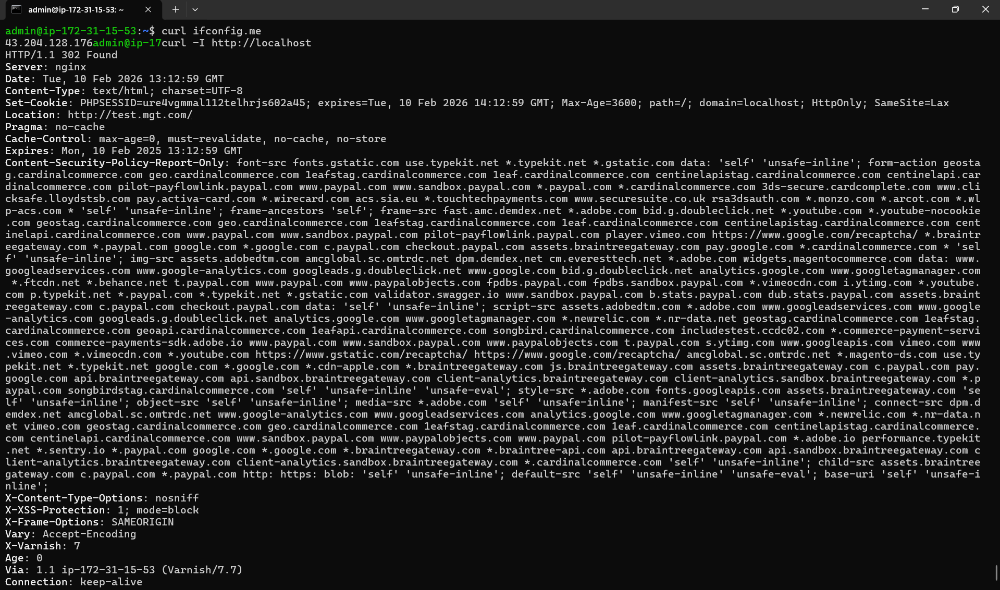 admin@ip-172-31-15-53: ~
admin@ip-172-31-15-53:~$ curl ifconfig.me
43.204.128.176admin@ip-17curl -I http://localhost
HTTP/1.1 302 Found
Server: nginx
Date: Tue, 10 Feb 2026 13:12:59 GMT
Content-Type: text/html; charset=UTF-8
Set-Cookie: PHPSESSID=ure4vgmmal112telhrjs602a45; expires=Tue, 10 Feb 2026 14:12:59 GMT; Max-Age=3600; path=/; domain=localhost; HttpOnly; SameSite=Lax
Location: http://test.mgt.com/
Pragma: no-cache
Cache-Control: max-age=0, must-revalidate, no-cache, no-store
Expires: Mon, 10 Feb 2025 13:12:59 GMT
Content-Security-Policy-Report-Only: font-src fonts.gstatic.com use.typekit.net *.typekit.net *.gstatic.com data: 'self' 'unsafe-inline'; form-action geosta
g.cardinalcommerce.com geo.cardinalcommerce.com 1eafstag.cardinalcommerce.com 1eaf.cardinalcommerce.com centinelapistag.cardinalcommerce.com centinelapi.car
dinalcommerce.com pilot-payflowlink.paypal.com www.paypal.com www.sandbox.paypal.com *.paypal.com *.cardinalcommerce.com 3ds-secure.cardcomplete.com www.cli
cksafe.lloydstsb.com pay.activa-card.com *.wirecard.com acs.sia.eu *.touchtechpayments.com www.securesuite.co.uk rsa3dsauth.com *.monzo.com *.arcot.com *.wl
p-acs.com * 'self' 'unsafe-inline'; frame-ancestors 'self'; frame-src fast.amc.demdex.net *.adobe.com bid.g.doubleclick.net *.youtube.com *.youtube-nocookie
.com geostag.cardinalcommerce.com geo.cardinalcommerce.com 1eafstag.cardinalcommerce.com 1eaf.cardinalcommerce.com centinelapistag.cardinalcommerce.com cent
inelapi.cardinalcommerce.com www.paypal.com www.sandbox.paypal.com pilot-payflowlink.paypal.com player.vimeo.com https://www.google.com/recaptcha/ *.braintr
eegateway.com *.paypal.com google.com *.google.com c.paypal.com checkout.paypal.com assets.braintreegateway.com pay.google.com *.cardinalcommerce.com * 'sel
f' 'unsafe-inline'; img-src assets.adobedtm.com amcglobal.sc.omtrdc.net dpm.demdex.net cm.everesttech.net *.adobe.com widgets.magentocommerce.com data: www.
googleadservices.com www.google-analytics.com googleads.g.doubleclick.net www.google.com bid.g.doubleclick.net analytics.google.com www.googletagmanager.com
 *.ftcdn.net *.behance.net t.paypal.com www.paypal.com www.paypalobjects.com fpdbs.paypal.com fpdbs.sandbox.paypal.com *.vimeocdn.com i.ytimg.com *.youtube.
com p.typekit.net *.paypal.com *.typekit.net *.gstatic.com validator.swagger.io www.sandbox.paypal.com b.stats.paypal.com dub.stats.paypal.com assets.braint
reegateway.com c.paypal.com checkout.paypal.com data: 'self' 'unsafe-inline'; script-src assets.adobedtm.com *.adobe.com www.googleadservices.com www.google
-analytics.com googleads.g.doubleclick.net analytics.google.com www.googletagmanager.com *.newrelic.com *.nr-data.net geostag.cardinalcommerce.com 1eafstag.
cardinalcommerce.com geoapi.cardinalcommerce.com 1eafapi.cardinalcommerce.com songbird.cardinalcommerce.com includestest.ccdc02.com *.commerce-payment-servi
ces.com commerce-payments-sdk.adobe.io www.paypal.com www.sandbox.paypal.com www.paypalobjects.com t.paypal.com s.ytimg.com www.googleapis.com vimeo.com www
.vimeo.com *.vimeocdn.com *.youtube.com https://www.gstatic.com/recaptcha/ https://www.google.com/recaptcha/ amcglobal.sc.omtrdc.net *.magento-ds.com use.ty
pekit.net *.typekit.net google.com *.google.com *.cdn-apple.com *.braintreegateway.com js.braintreegateway.com assets.braintreegateway.com c.paypal.com pay.
google.com api.braintreegateway.com api.sandbox.braintreegateway.com client-analytics.braintreegateway.com client-analytics.sandbox.braintreegateway.com *.p
aypal.com songbirdstag.cardinalcommerce.com 'self' 'unsafe-inline' 'unsafe-eval'; style-src *.adobe.com fonts.googleapis.com assets.braintreegateway.com 'se
lf' 'unsafe-inline'; object-src 'self' 'unsafe-inline'; media-src *.adobe.com 'self' 'unsafe-inline'; manifest-src 'self' 'unsafe-inline'; connect-src dpm.d
emdex.net amcglobal.sc.omtrdc.net www.google-analytics.com www.googleadservices.com analytics.google.com www.googletagmanager.com *.newrelic.com *.nr-data.n
et vimeo.com geostag.cardinalcommerce.com geo.cardinalcommerce.com 1eafstag.cardinalcommerce.com 1eaf.cardinalcommerce.com centinelapistag.cardinalcommerce.
com centinelapi.cardinalcommerce.com www.sandbox.paypal.com www.paypalobjects.com www.paypal.com pilot-payflowlink.paypal.com *.adobe.io performance.typekit
.net *.sentry.io *.paypal.com google.com *.google.com *.braintreegateway.com *.braintree-api.com api.braintreegateway.com api.sandbox.braintreegateway.com c
lient-analytics.braintreegateway.com client-analytics.sandbox.braintreegateway.com *.cardinalcommerce.com 'self' 'unsafe-inline'; child-src assets.braintree
gateway.com c.paypal.com *.paypal.com http: https: blob: 'self' 'unsafe-inline'; default-src 'self' 'unsafe-inline' 'unsafe-eval'; base-uri 'self' 'unsafe-i
nline';
X-Content-Type-Options: nosniff
X-XSS-Protection: 1; mode=block
X-Frame-Options: SAMEORIGIN
Vary: Accept-Encoding
X-Varnish: 7
Age: 0
Via: 1.1 ip-172-31-15-53 (Varnish/7.7)
Connection: keep-alive